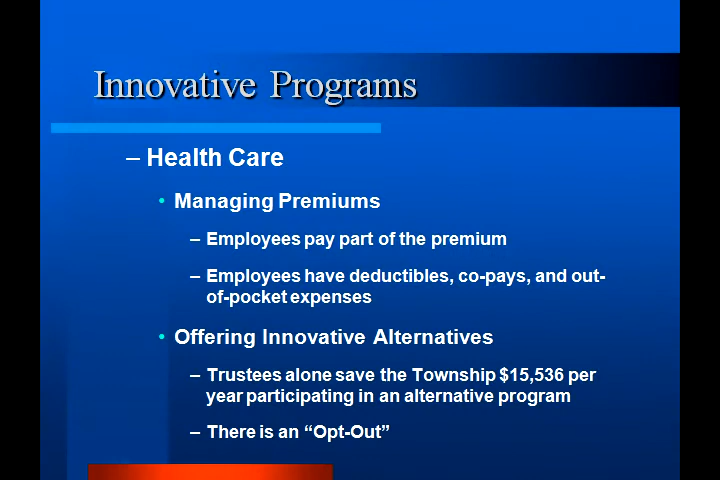 Innovative Programs
– Health Care
• Managing Premiums
– Employees pay part of the premium
– Employees have deductibles, co-pays, and out-
of-pocket expenses
• Offering Innovative Alternatives
– Trustees alone save the Township $15,536 per
year participating in an alternative program
– There is an “Opt-Out”